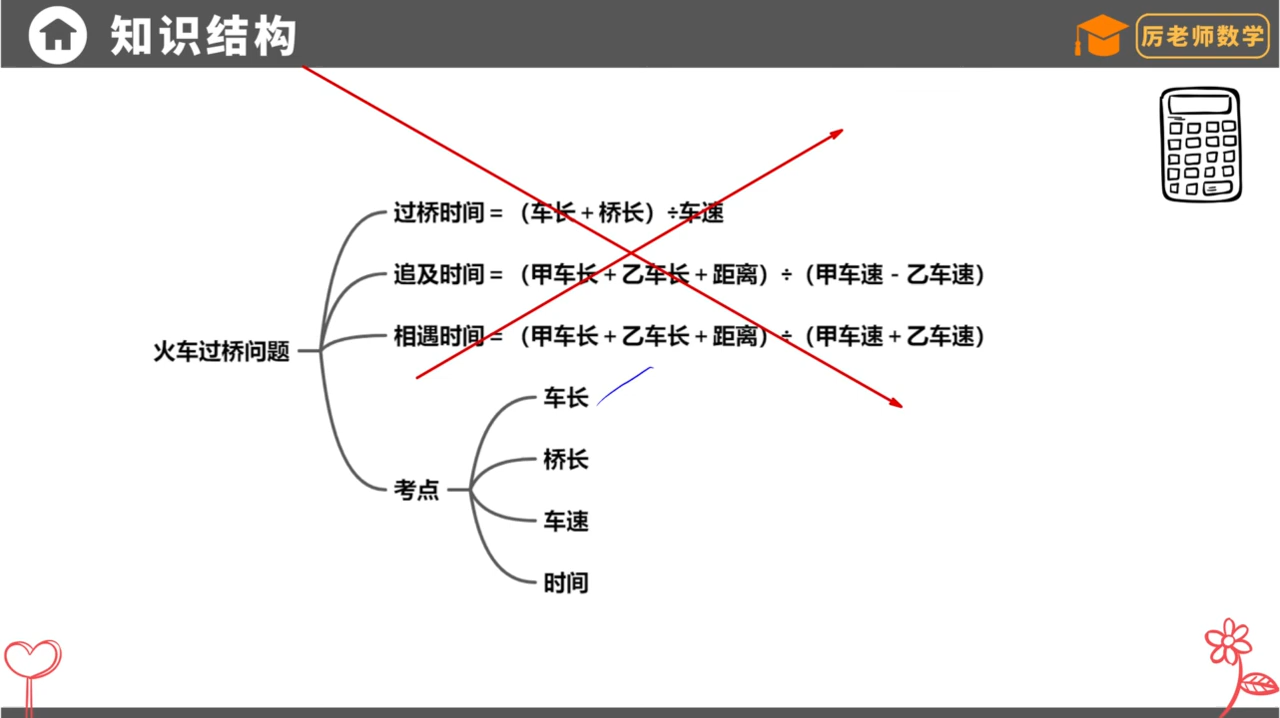 知识结构
厉老师数学
过桥时间＝（车长＋桥长）÷车速
追及时间＝（甲车长＋乙车长＋距离）÷（甲车速－乙车速）
相遇时间＝（甲车长＋乙车长＋距离）÷（甲车速＋乙车速）
火车过桥问题
车长
桥长
考点
车速
时间